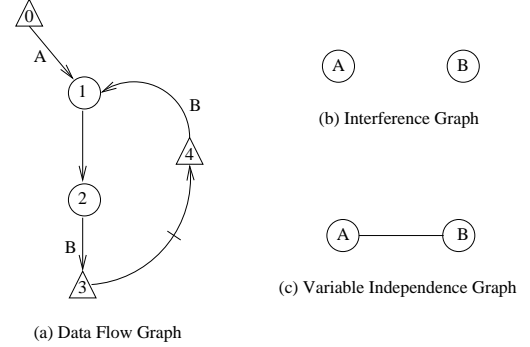 0
A
1
B
4
2
B
3
(a) Data Flow Graph
A B
(b) Interference Graph
A B
(c) Variable Independence Graph